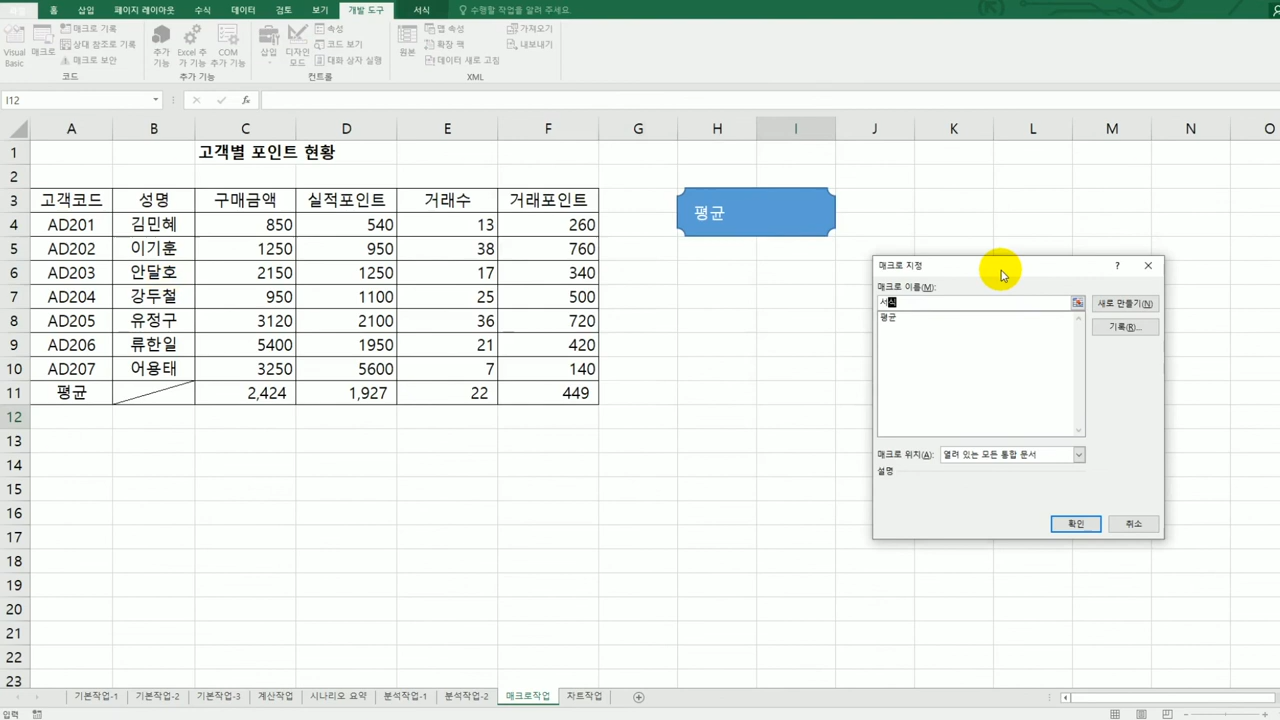 홈 삽입 페이지 레이아웃 수식 데이터 검토 보기 개발 도구 서식 수행할 작업을 알려 주세요.
Visual Basic
매크로
매크로 기록
상대 참조로 기록
매크로 보안
코드
추가 기능
Excel 추가 기능
COM 추가 기능
추가 기능
삽입
디자인 모드
속성
코드 보기
대화 상자 실행
컨트롤
원본
맵 속성
확장 팩
데이터 새로 고침
가져오기
내보내기
XML
I12 fx
A B C D E F G H I J K L M N O
1 고객별 포인트 현황
2
3 고객코드 성명 구매금액 실적포인트 거래수 거래포인트
4 AD201 김민혜 850 540 13 260
5 AD202 이기훈 1250 950 38 760
6 AD203 안달호 2150 1250 17 340
7 AD204 강두철 950 1100 25 500
8 AD205 유정구 3120 2100 36 720
9 AD206 류한일 5400 1950 21 420
10 AD207 어용태 3250 5600 7 140
11 평균 2,424 1,927 22 449
12
13
14
15
16
17
18
19
20
21
22
23
평균
매크로 지정 ?
매크로 이름(M):
서식
평균
새로 만들기(N)
기록(R)...
매크로 위치(A): 열려 있는 모든 통합 문서
설명
확인 취소
기본작업-1 기본작업-2 기본작업-3 계산작업 시나리오 요약 분석작업-1 분석작업-2 매크로작업 차트작업
입력